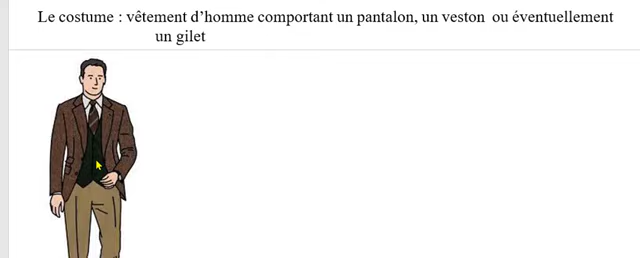 Le costume : vêtement d’homme comportant un pantalon, un veston ou éventuellement
un gilet